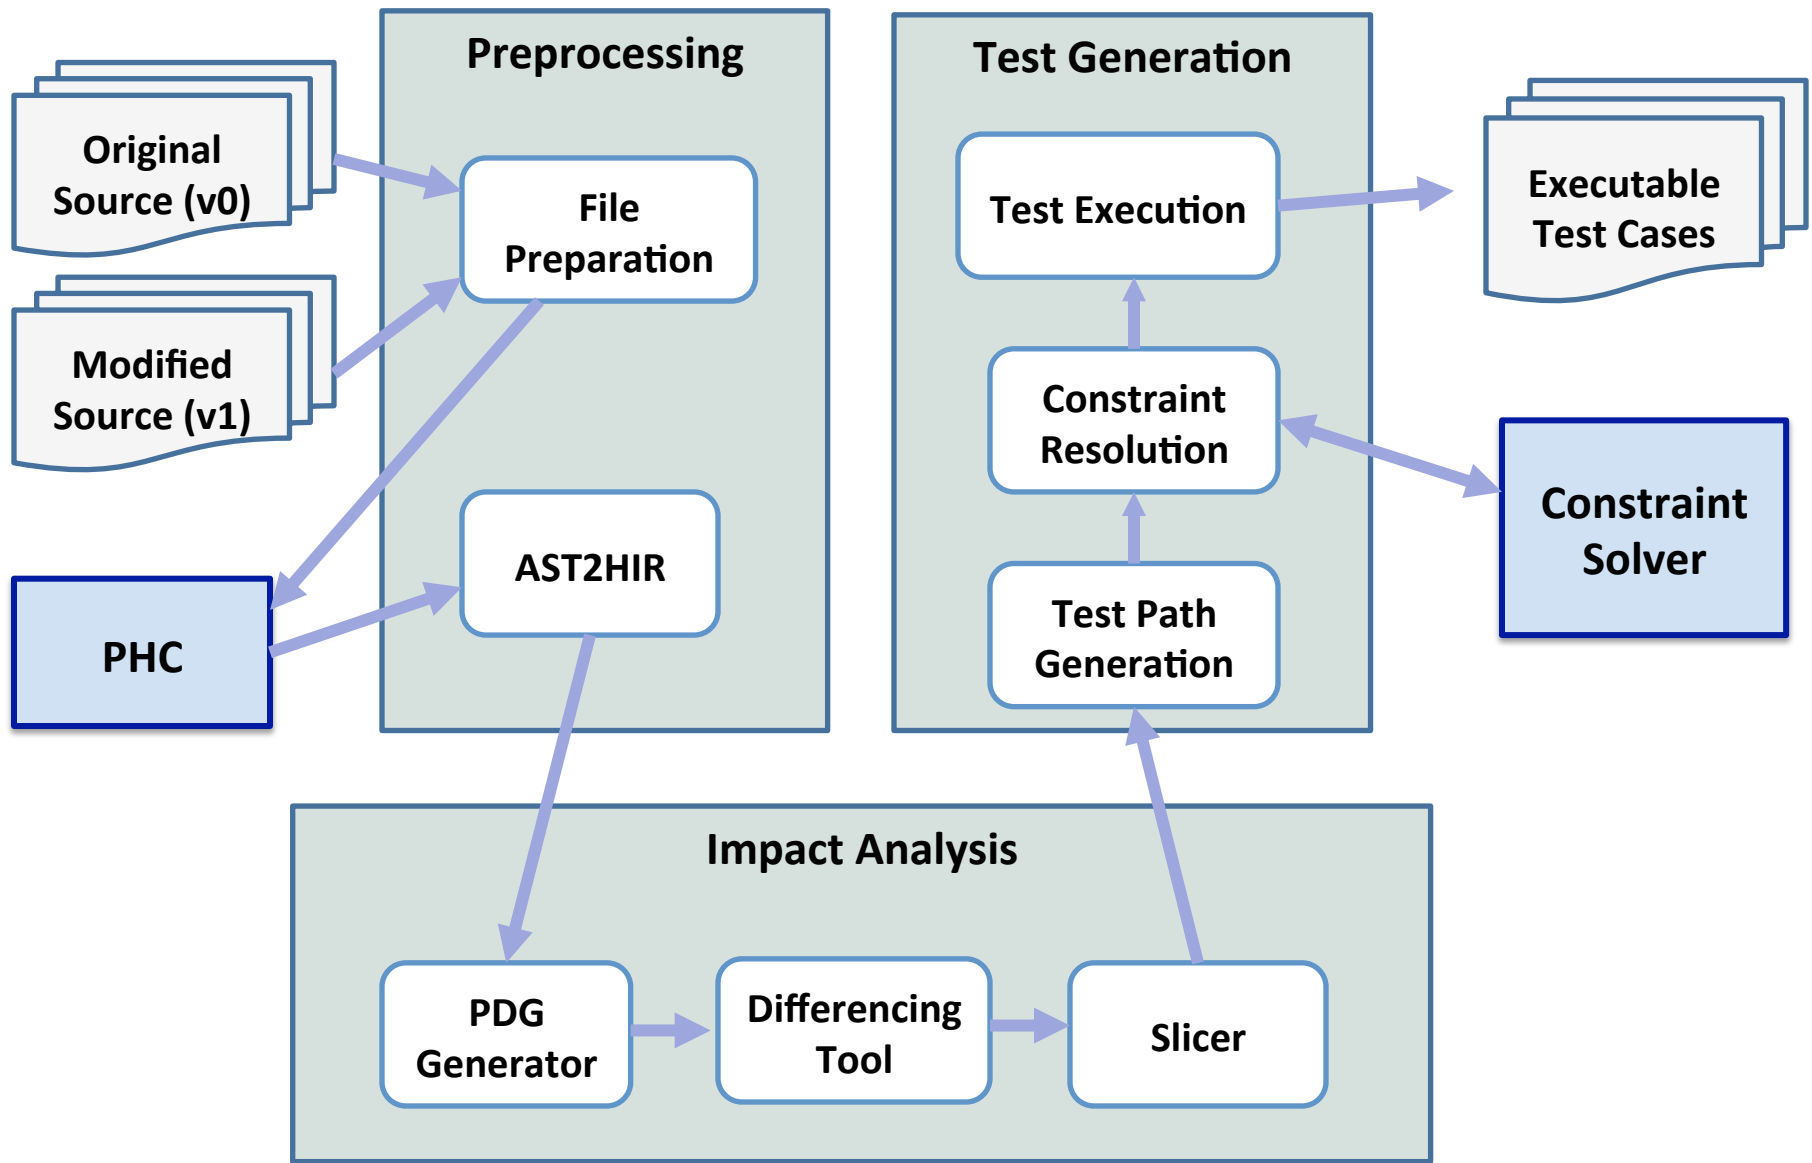 Preprocessing
Original
Source (v0)
Modified
Source (v1)
File
Preparation
AST2HIR
PHC
Test Generation
Test Execution
Constraint
Resolution
Test Path
Generation
Executable
Test Cases
Constraint
Solver
Impact Analysis
PDG
Generator
Differencing
Tool
Slicer